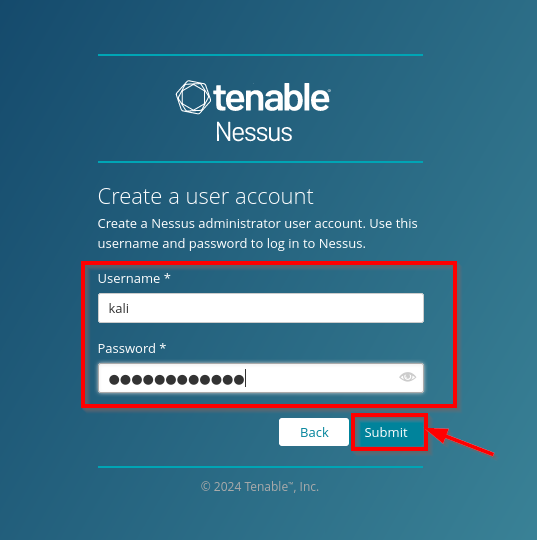 tenable®
Nessus
Create a user account
Create a Nessus administrator user account. Use this
username and password to log in to Nessus.
Username *
kali
Password *
●●●●●●●●●●●●
Back
Submit
© 2024 Tenable™, Inc.